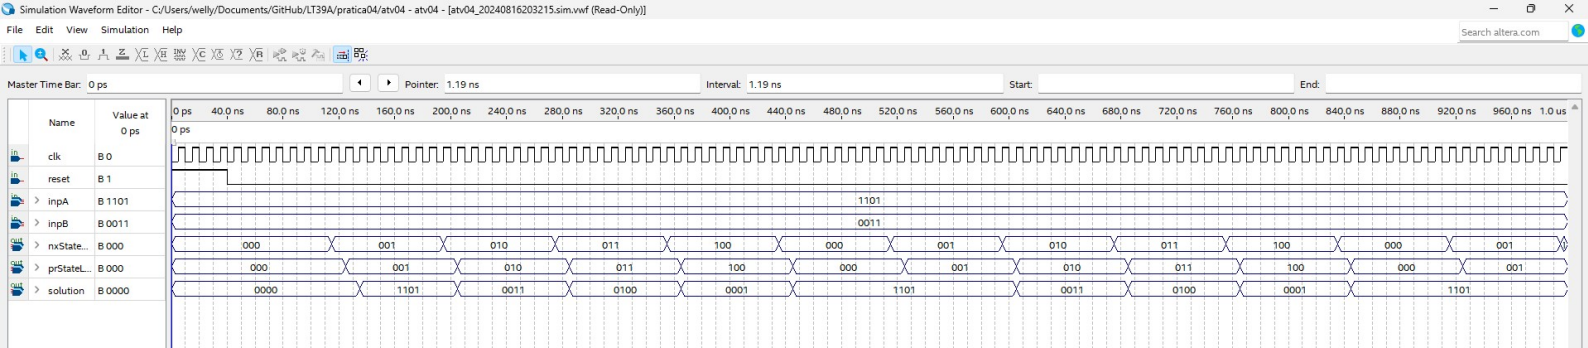 Simulation Waveform Editor - C:/Users/welly/Documents/GitHub/LT39A/pratica04/atv04 - atv04 - [atv04_20240816203215.sim.vwf (Read-Only)]
File Edit View Simulation Help
Search altera.com
Master Time Bar: 0 ps Pointer: 1.19 ns Interval: 1.19 ns Start: End:
Name Value at 0 ps
0 ps 40.0 ns 80.0 ns 120.0 ns 160.0 ns 200.0 ns 240.0 ns 280.0 ns 320.0 ns 360.0 ns 400.0 ns 440.0 ns 480.0 ns 520.0 ns 560.0 ns 600.0 ns 640.0 ns 680.0 ns 720.0 ns 760.0 ns 800.0 ns 840.0 ns 880.0 ns 920.0 ns 960.0 ns 1.0 us
0 ps
in clk B 0
in reset B 1
in inpA B 1101 1101
in inpB B 0011 0011
out nxState... B 000 000 001 010 011 100 000 001 010 011 100 000 001
out prStateL... B 000 000 001 010 011 100 000 001 010 011 100 000 001
out solution B 0000 0000 1101 0011 0100 0001 1101 0011 0100 0001 1101